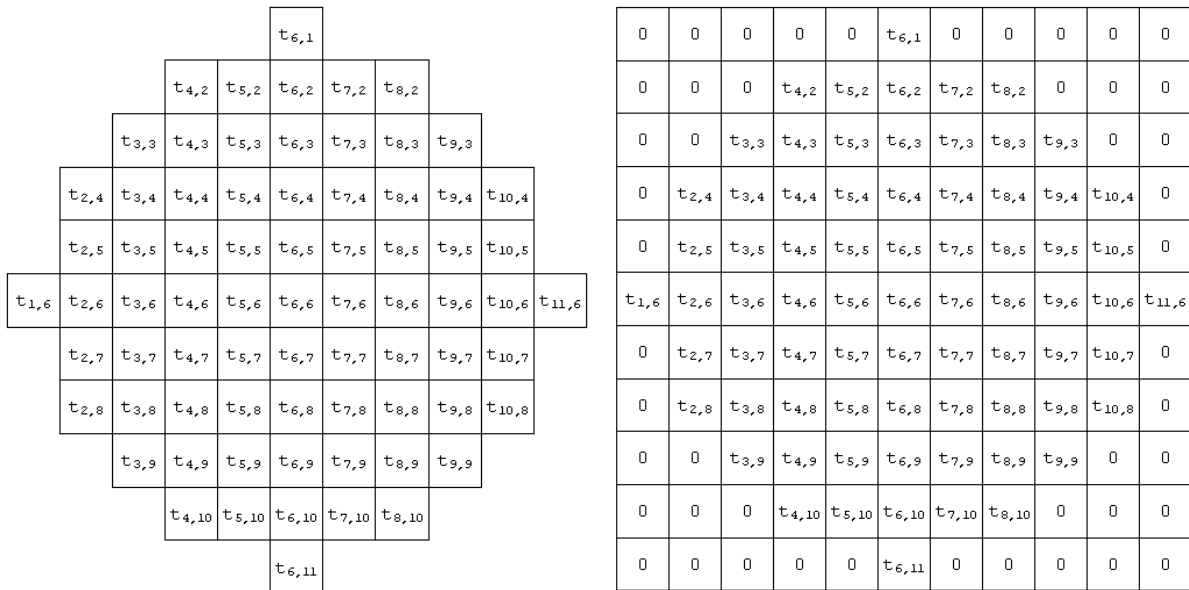 t6,1
t4,2 t5,2 t6,2 t7,2 t8,2
t3,3 t4,3 t5,3 t6,3 t7,3 t8,3 t9,3
t2,4 t3,4 t4,4 t5,4 t6,4 t7,4 t8,4 t9,4 t10,4
t2,5 t3,5 t4,5 t5,5 t6,5 t7,5 t8,5 t9,5 t10,5
t1,6 t2,6 t3,6 t4,6 t5,6 t6,6 t7,6 t8,6 t9,6 t10,6 t11,6
t2,7 t3,7 t4,7 t5,7 t6,7 t7,7 t8,7 t9,7 t10,7
t2,8 t3,8 t4,8 t5,8 t6,8 t7,8 t8,8 t9,8 t10,8
t3,9 t4,9 t5,9 t6,9 t7,9 t8,9 t9,9
t4,10 t5,10 t6,10 t7,10 t8,10
t6,11
0 0 0 0 0 t6,1 0 0 0 0 0
0 0 0 t4,2 t5,2 t6,2 t7,2 t8,2 0 0 0
0 0 t3,3 t4,3 t5,3 t6,3 t7,3 t8,3 t9,3 0 0
0 t2,4 t3,4 t4,4 t5,4 t6,4 t7,4 t8,4 t9,4 t10,4 0
0 t2,5 t3,5 t4,5 t5,5 t6,5 t7,5 t8,5 t9,5 t10,5 0
t1,6 t2,6 t3,6 t4,6 t5,6 t6,6 t7,6 t8,6 t9,6 t10,6 t11,6
0 t2,7 t3,7 t4,7 t5,7 t6,7 t7,7 t8,7 t9,7 t10,7 0
0 t2,8 t3,8 t4,8 t5,8 t6,8 t7,8 t8,8 t9,8 t10,8 0
0 0 t3,9 t4,9 t5,9 t6,9 t7,9 t8,9 t9,9 0 0
0 0 0 t4,10 t5,10 t6,10 t7,10 t8,10 0 0 0
0 0 0 0 0 t6,11 0 0 0 0 0